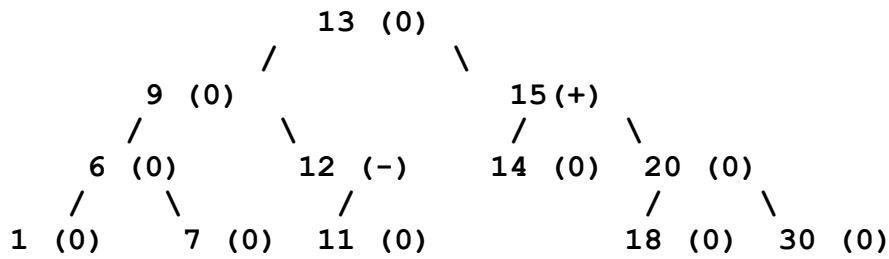 13 (0)
/ \
9 (0) 15(+)
/ \ / \
6 (0) 12 (-) 14 (0) 20 (0)
/ \ / / \
1 (0) 7 (0) 11 (0) 18 (0) 30 (0)